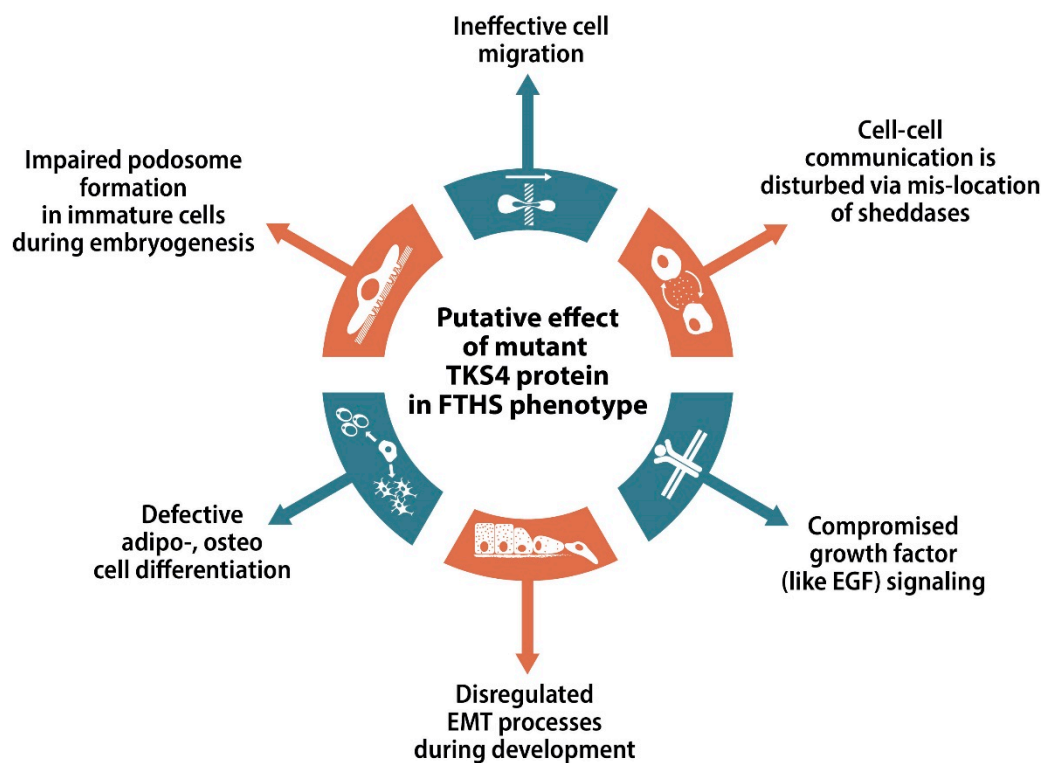 Ineffective cell
migration
Cell-cell
communication is
disturbed via mis-location
of sheddases
Impaired podosome
formation
in immature cells
during embryogenesis
Putative effect
of mutant
TKS4 protein
in FTHS phenotype
Defective
adipo-, osteo
cell differentiation
Compromised
growth factor
(like EGF) signaling
Disregulated
EMT processes
during development